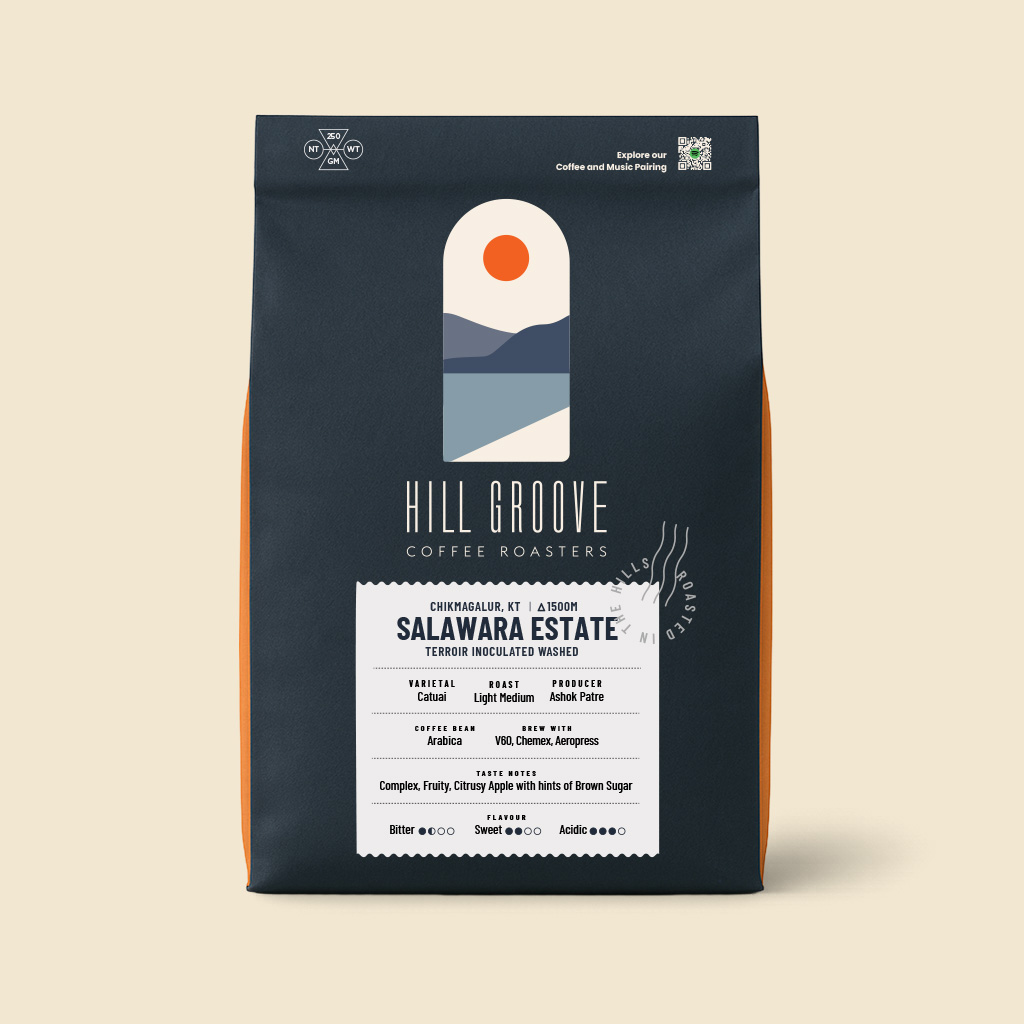 250
NT WT
GM
Explore our
Coffee and Music Pairing
HILL GROOVE
COFFEE ROASTERS
ROASTED IN THE HILLS
CHIKMAGALUR, KT | △1500M
SALAWARA ESTATE
TERROIR INOCULATED WASHED
VARIETAL ROAST PRODUCER
Catuai Light Medium Ashok Patre
COFFEE BEAN BREW WITH
Arabica V60, Chemex, Aeropress
TASTE NOTES
Complex, Fruity, Citrusy Apple with hints of Brown Sugar
FLAVOUR
Bitter Sweet Acidic